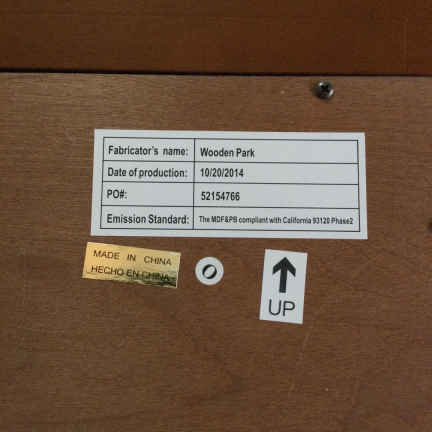 Fabricator's name: Wooden Park
Date of production: 10/20/2014
PO#: 52154766
Emission Standard: The MDF&PB compliant with California 93120 Phase2
MADE IN CHINA
HECHO EN CHINA
O
UP